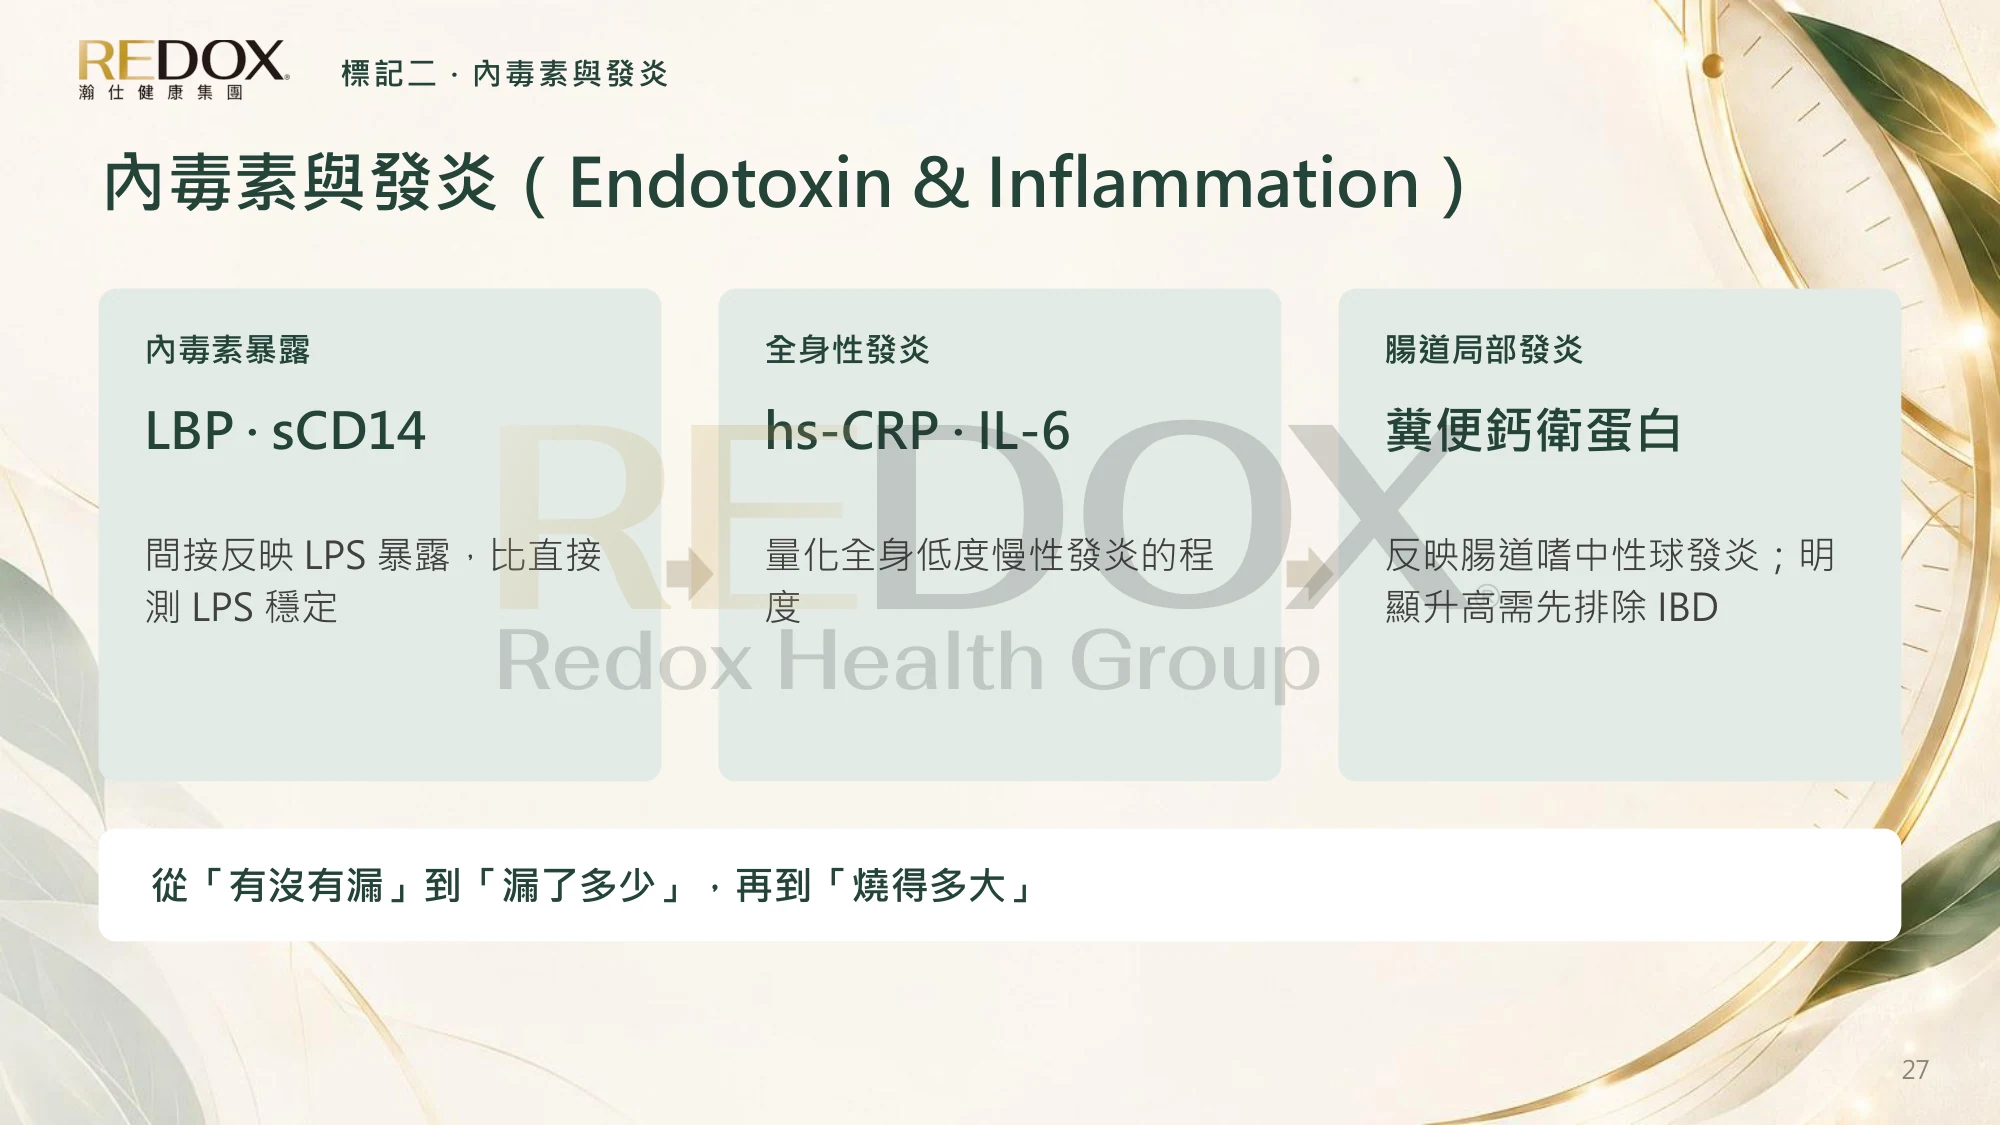 REDOX®
瀚仕健康集團
標記二・內毒素與發炎
內毒素與發炎（Endotoxin & Inflammation）
內毒素暴露
LBP · sCD14
間接反映 LPS 暴露，比直接
測 LPS 穩定
全身性發炎
hs-CRP · IL-6
量化全身低度慢性發炎的程
度
腸道局部發炎
糞便鈣衛蛋白
反映腸道嗜中性球發炎；明
顯升高需先排除 IBD
REDOX®
Redox Health Group
從「有沒有漏」到「漏了多少」，再到「燒得多大」
27